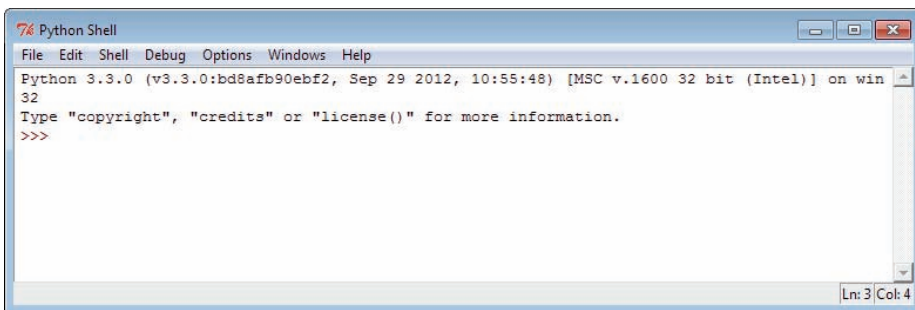 Python Shell
File Edit Shell Debug Options Windows Help
Python 3.3.0 (v3.3.0:bd8afb90ebf2, Sep 29 2012, 10:55:48) [MSC v.1600 32 bit (Intel)] on win
32
Type "copyright", "credits" or "license()" for more information.
>>>
Ln: 3 Col: 4